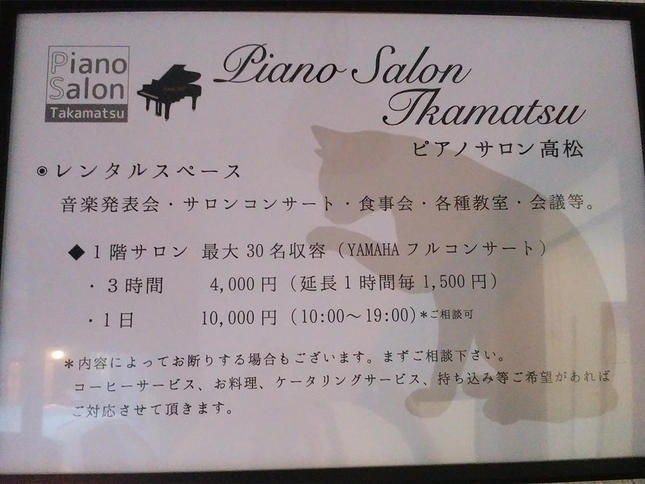 Piano
Salon
Takamatsu
Piano Salon
Tkamatsu
ピアノサロン高松
◉レンタルスペース
音楽発表会・サロンコンサート・食事会・各種教室・会議等。
◆1階サロン 最大30名収容（YAMAHAフルコンサート）
・3時間 4,000円（延長1時間毎1,500円）
・1日 10,000円（10:00〜19:00）*ご相談可
*内容によってお断りする場合もございます。まずご相談下さい。
コーヒーサービス、お料理、ケータリングサービス、持ち込み等ご希望があれば
ご対応させて頂きます。